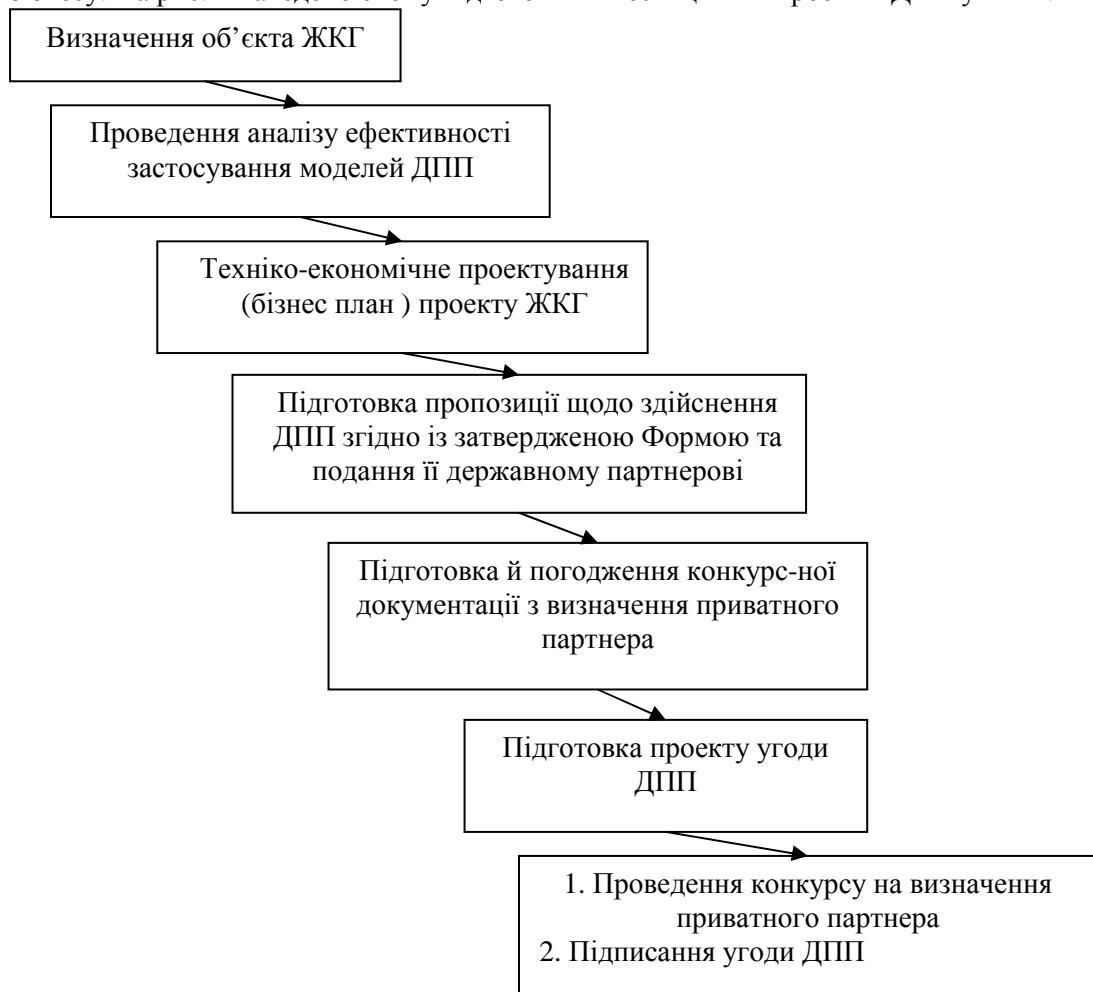 Визначення об’єкта ЖКГ
Проведення аналізу ефективності
застосування моделей ДПП
Техніко-економічне проектування
(бізнес план ) проекту ЖКГ
Підготовка пропозиції щодо здійснення
ДПП згідно із затвердженою Формою та
подання її державному партнерові
Підготовка й погодження конкурс-ної
документації з визначення приватного
партнера
Підготовка проекту угоди
ДПП
1. Проведення конкурсу на визначення
приватного партнера
2. Підписання угоди ДПП